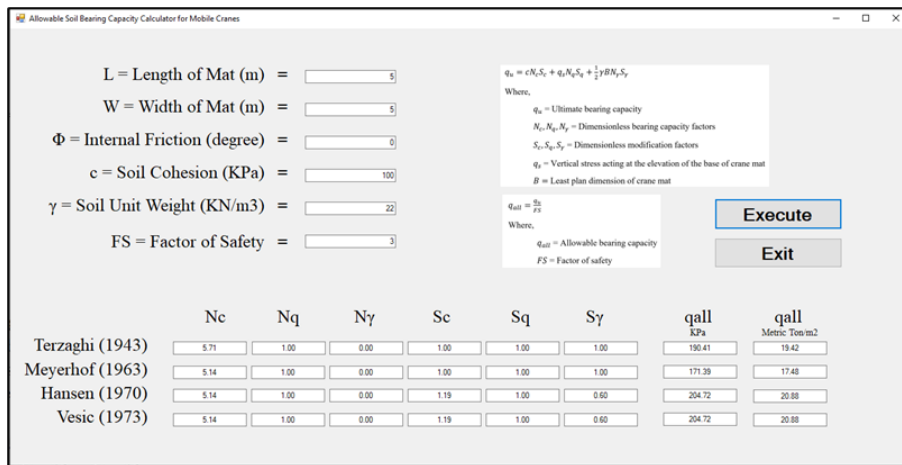 Allowable Soil Bearing Capacity Calculator for Mobile Cranes
L = Length of Mat (m) = 5
W = Width of Mat (m) = 5
Φ = Internal Friction (degree) = 0
c = Soil Cohesion (KPa) = 100
γ = Soil Unit Weight (KN/m3) = 22
FS = Factor of Safety = 3
qᵤ = cN꜀S꜀ + qₛN_qS_q + ½γBNᵧSᵧ
Where,
qᵤ = Ultimate bearing capacity
N꜀, N_q, Nᵧ = Dimensionless bearing capacity factors
S꜀, S_q, Sᵧ = Dimensionless modification factors
qₛ = Vertical stress acting at the elevation of the base of crane mat
B = Least plan dimension of crane mat
q_all = qᵤ/FS
Where,
q_all = Allowable bearing capacity
FS = Factor of safety
Execute
Exit
Nc Nq Nγ Sc Sq Sγ qall qall
KPa Metric Ton/m2
Terzaghi (1943) 5.71 1.00 0.00 1.00 1.00 1.00 190.41 19.42
Meyerhof (1963) 5.14 1.00 0.00 1.00 1.00 1.00 171.39 17.48
Hansen (1970) 5.14 1.00 0.00 1.19 1.00 0.60 204.72 20.88
Vesic (1973) 5.14 1.00 0.00 1.19 1.00 0.60 204.72 20.88